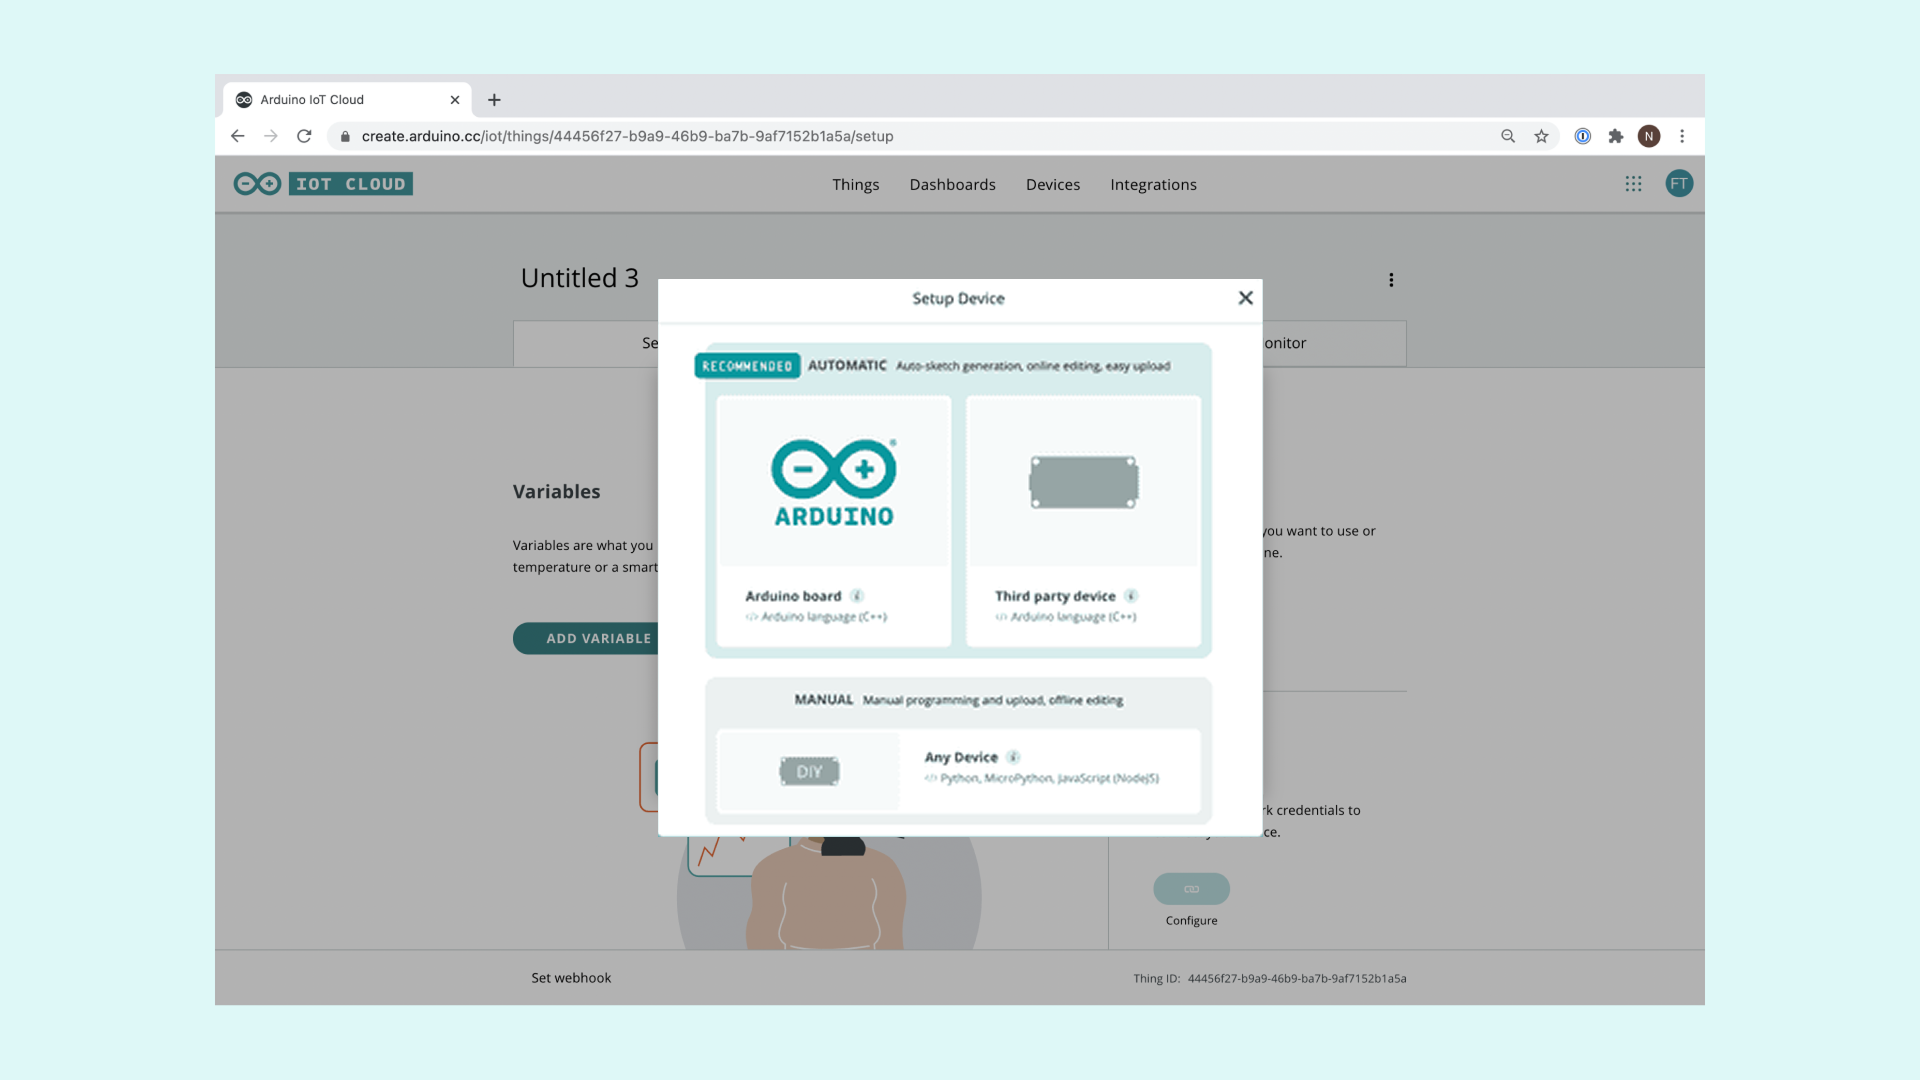 Arduino IoT Cloud
create.arduino.cc/iot/things/44456f27-b9a9-46b9-ba7b-9af7152b1a5a/setup
N
IOT CLOUD
Things
Dashboards
Devices
Integrations
FT
Untitled 3
Setup Device
Se
onitor
RECOMMENDED AUTOMATIC Auto-sketch generation, online editing, easy upload
ARDUINO
Arduino board
</> Arduino language (C++)
Third party device
</> Arduino language (C++)
MANUAL Manual programming and upload, offline editing
DIY
Any Device
</> Python, MicroPython, JavaScript (NodeJS)
Variables
Variables are what you
temperature or a smart
ADD VARIABLE
you want to use or
ne.
rk credentials to
ce.
Configure
Set webhook
Thing ID: 44456f27-b9a9-46b9-ba7b-9af7152b1a5a